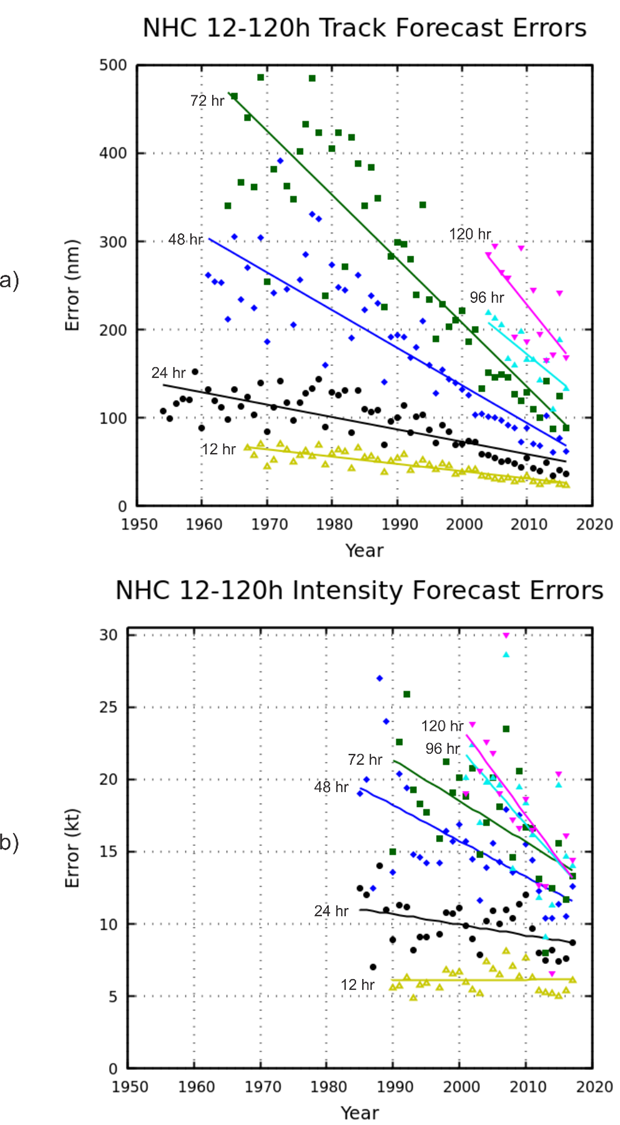 NHC 12-120h Track Forecast Errors
a)
Error (nm)
500
400
300
200
100
0
72 hr
48 hr
24 hr
12 hr
120 hr
96 hr
1950 1960 1970 1980 1990 2000 2010 2020
Year
NHC 12-120h Intensity Forecast Errors
b)
Error (kt)
30
25
20
15
10
5
0
120 hr
96 hr
72 hr
48 hr
24 hr
12 hr
1950 1960 1970 1980 1990 2000 2010 2020
Year